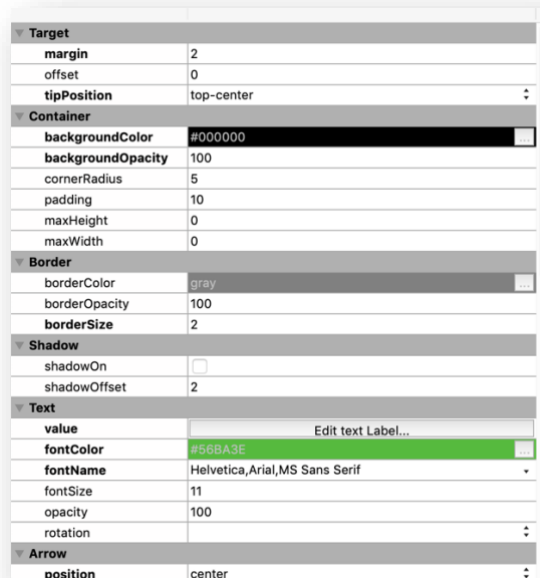 Target
margin 2
offset 0
tipPosition top-center
Container
backgroundColor #000000 ...
backgroundOpacity 100
cornerRadius 5
padding 10
maxHeight 0
maxWidth 0
Border
borderColor gray ...
borderOpacity 100
borderSize 2
Shadow
shadowOn
shadowOffset 2
Text
value Edit text Label...
fontColor #56BA3E ...
fontName Helvetica,Arial,MS Sans Serif
fontSize 11
opacity 100
rotation
Arrow
position center